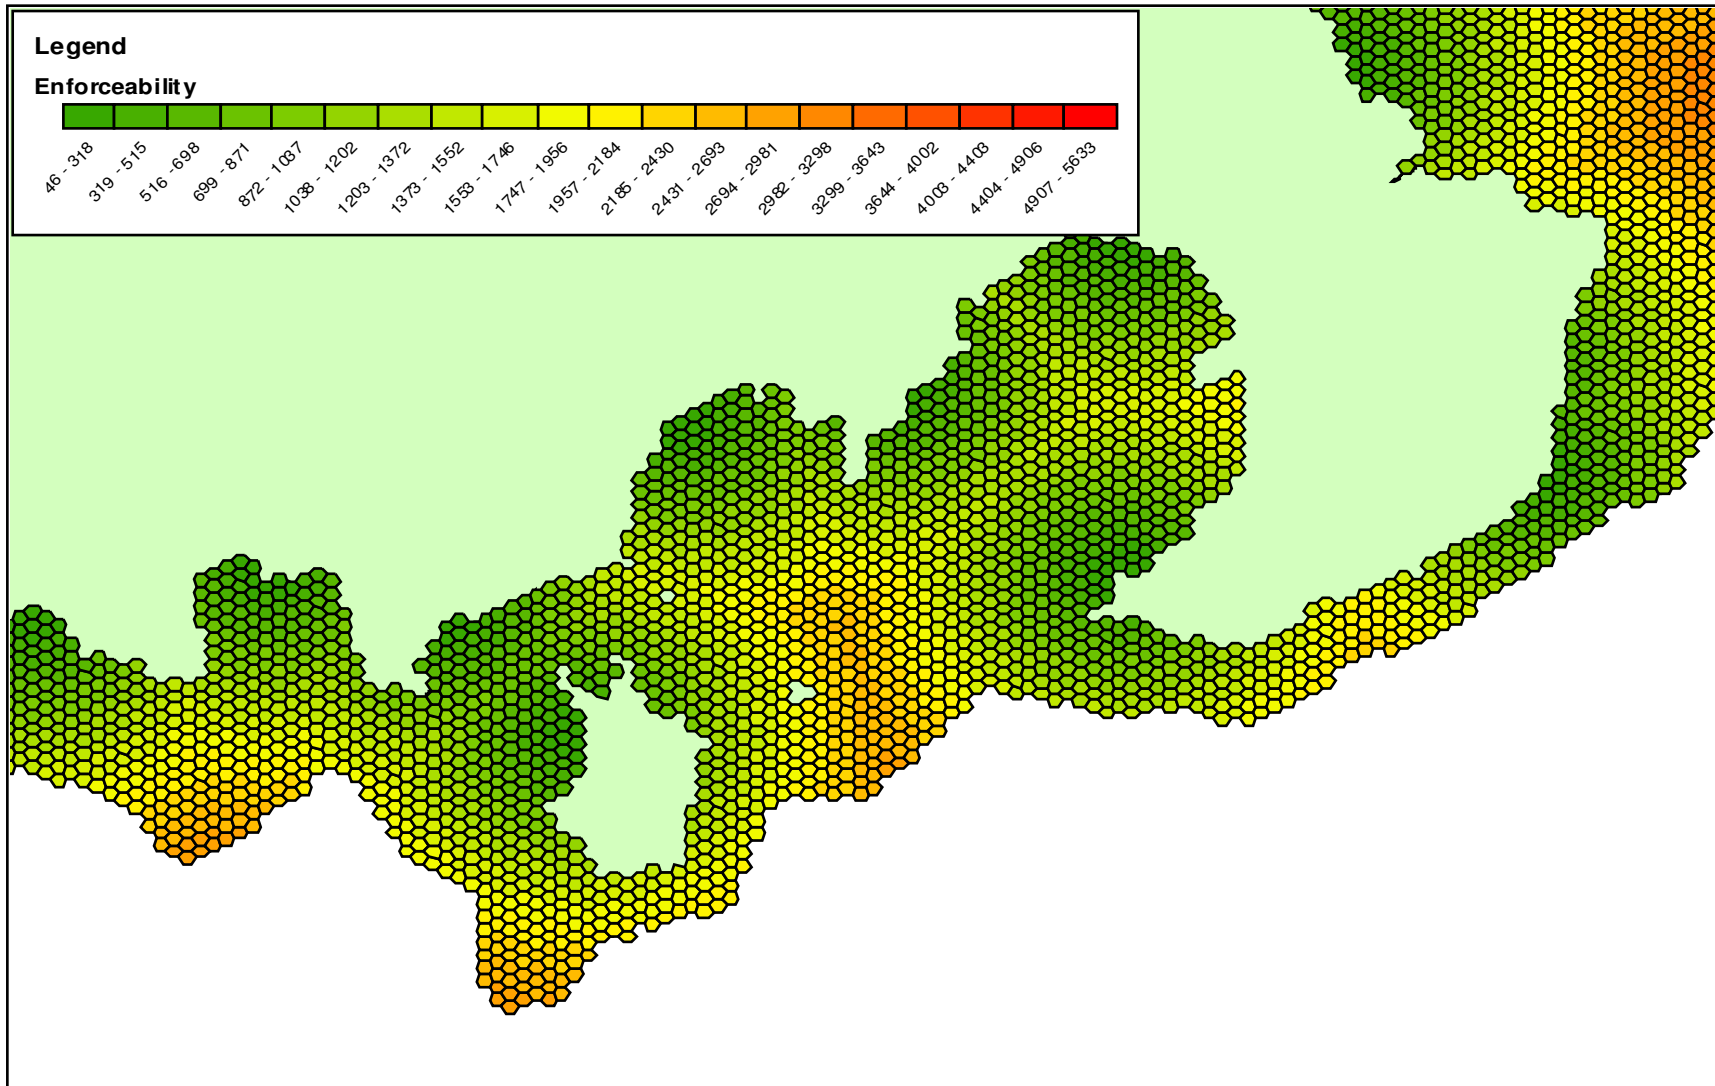 Legend
Enforceability
46 - 318
319 - 515
516 - 698
699 - 871
872 - 1037
1038 - 1202
1203 - 1372
1373 - 1552
1553 - 1746
1747 - 1956
1957 - 2184
2185 - 2430
2431 - 2693
2694 - 2981
2982 - 3298
3299 - 3643
3644 - 4002
4003 - 4403
4404 - 4906
4907 - 5633